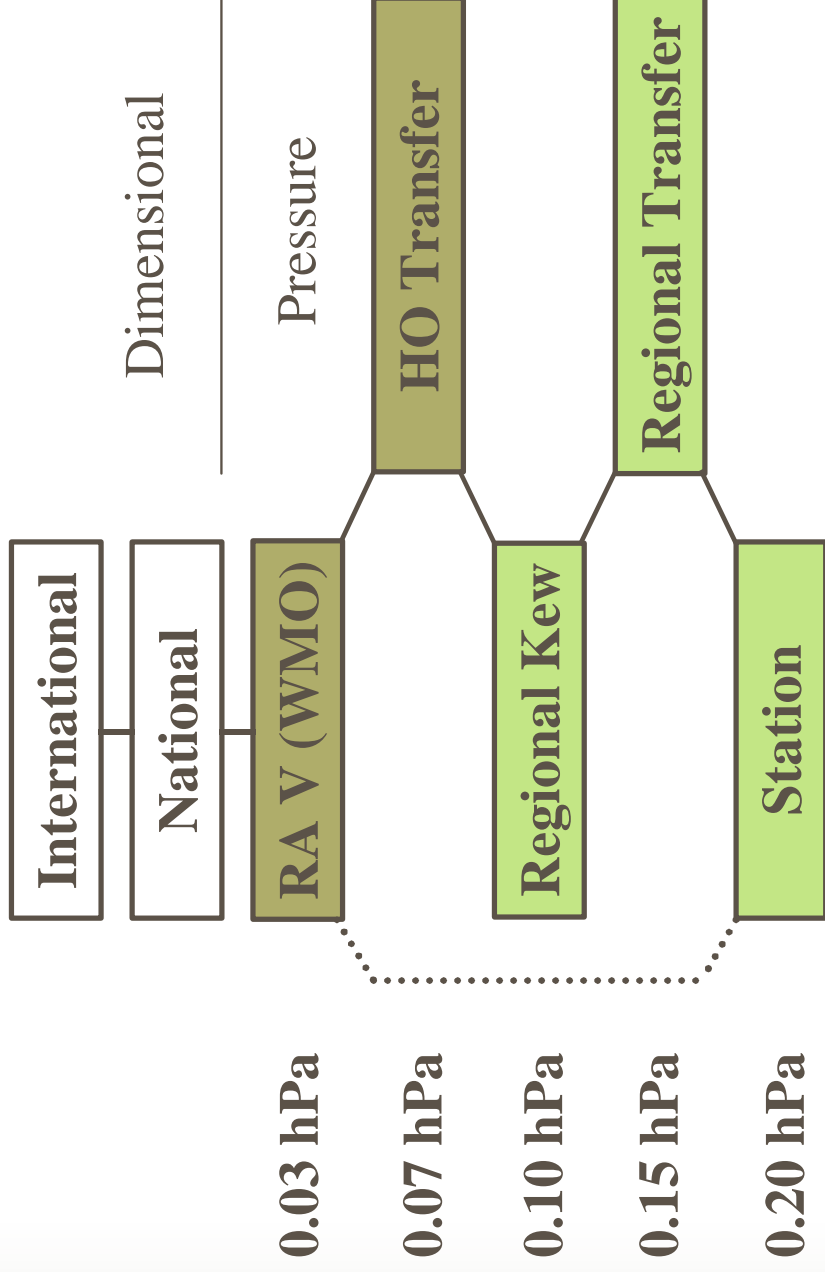 International
Dimensional
National
Pressure
0.03 hPa
RA V (WMO)
0.07 hPa
HO Transfer
0.10 hPa
Regional Kew
0.15 hPa
Regional Transfer
0.20 hPa
Station